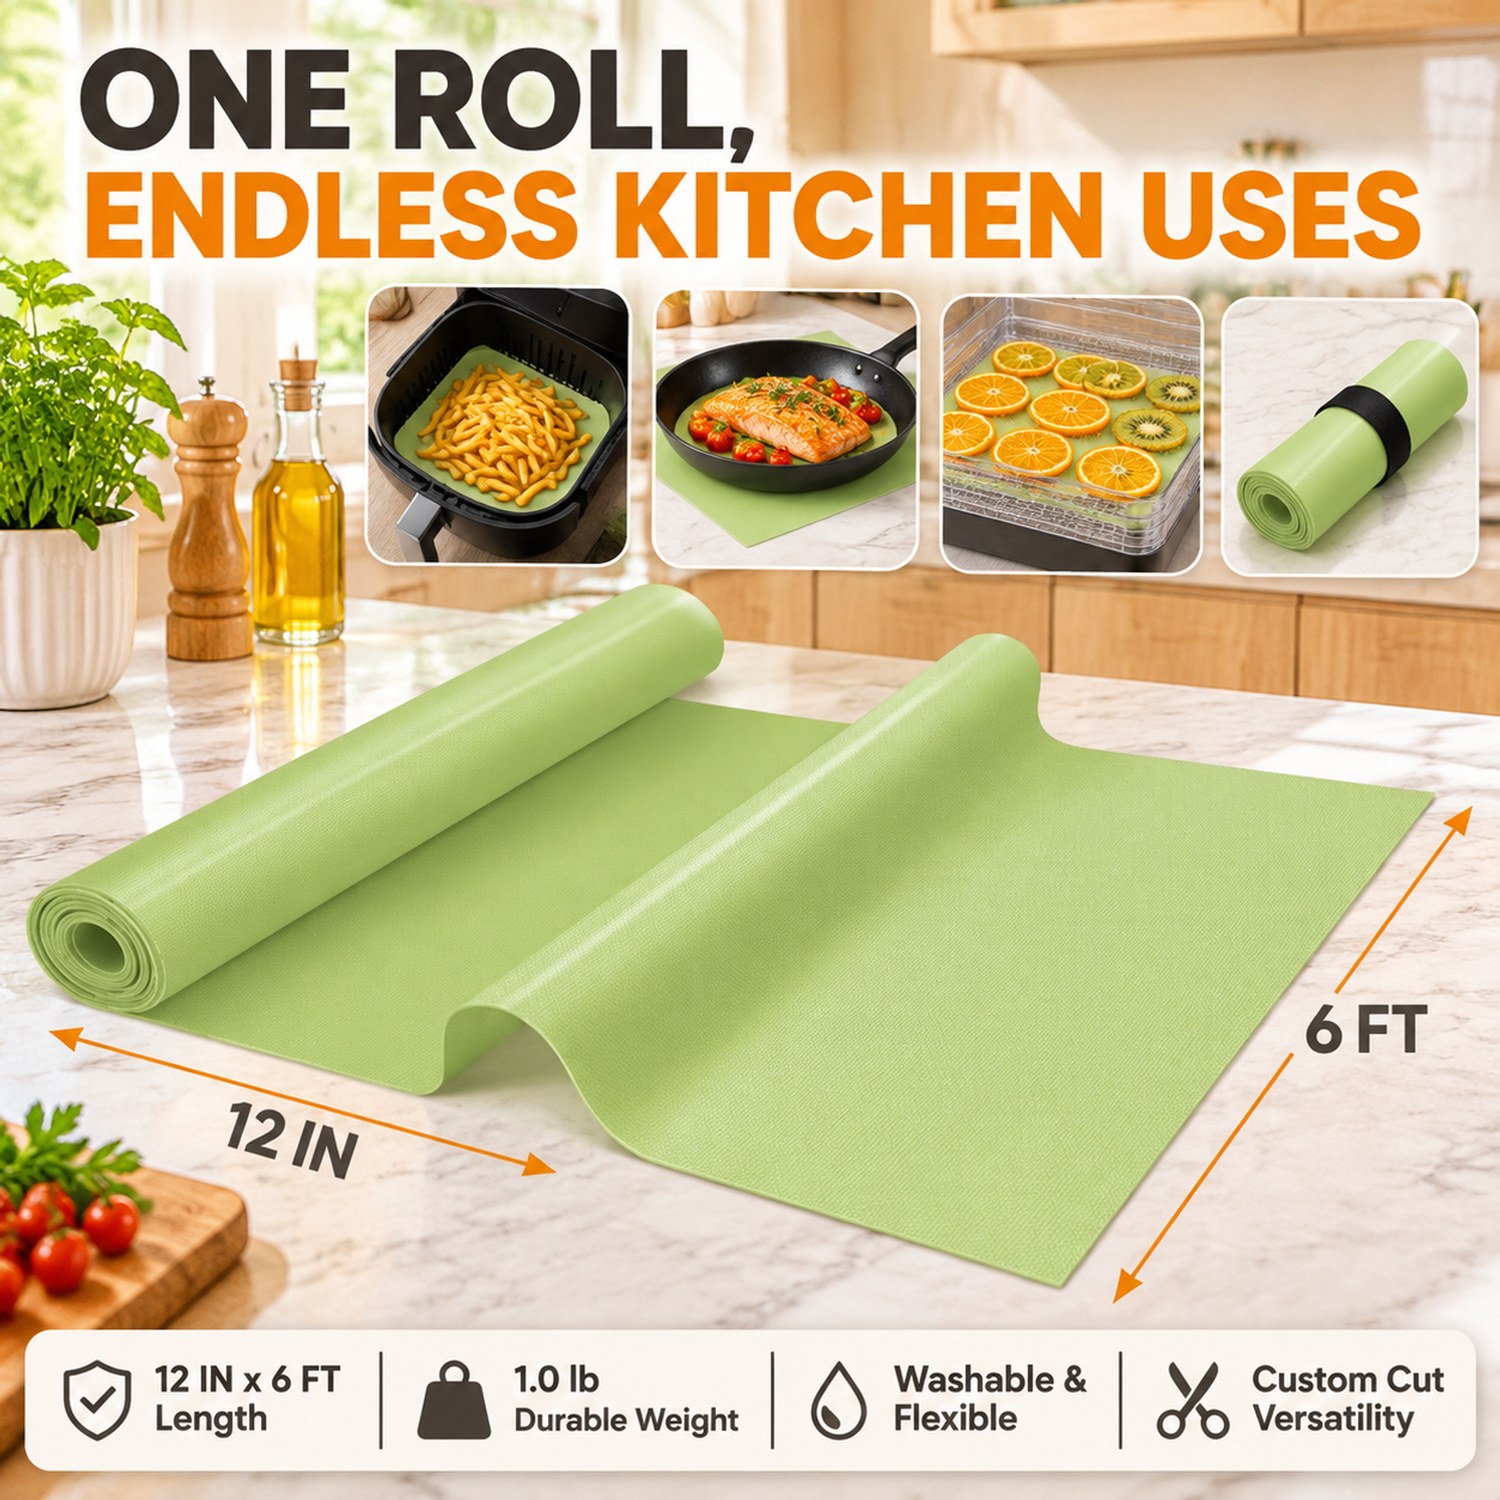 ONE ROLL,
ENDLESS KITCHEN USES
12 IN
6 FT
12 IN x 6 FT
Length
1.0 lb
Durable Weight
Washable &
Flexible
Custom Cut
Versatility